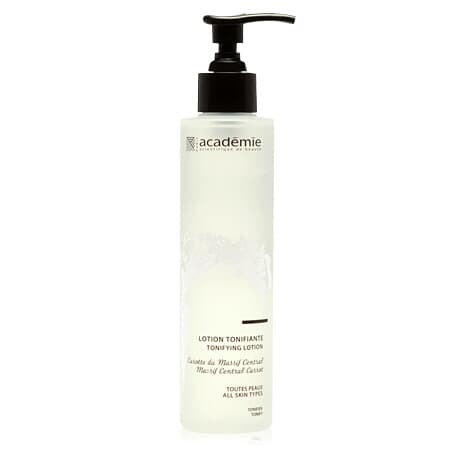 académie
scientifique de beauté
LOTION TONIFIANTE
TONIFYING LOTION
Carotte du Massif Central
Massif Central Carrot
TOUTES PEAUX
ALL SKIN TYPES
TONIFIER
TONIFY